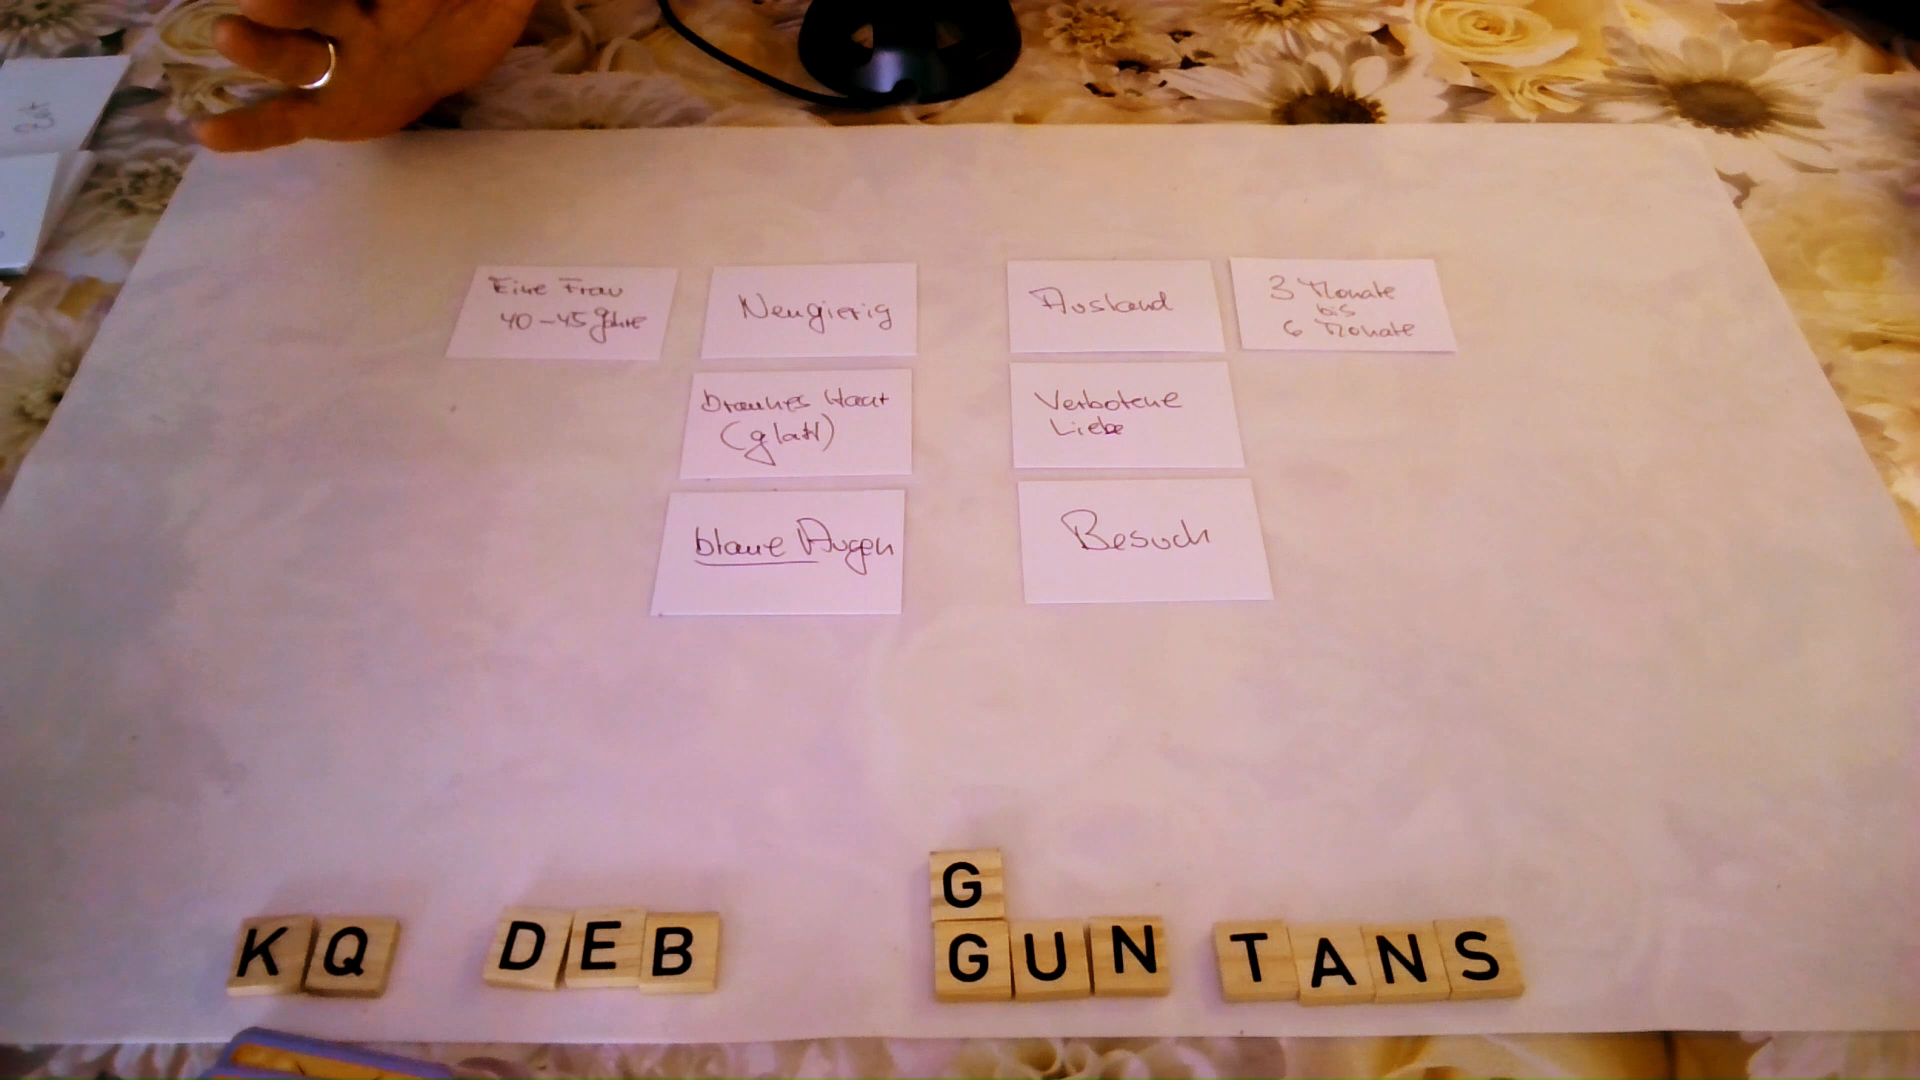 Eine Frau
40-45 Jahre
Neugierig
Ausland
3 Monate
bis
6 Monate
braunes Haar
(glatt)
Verbotene
Liebe
blaue Augen
Besuch
G
KQ DEB GUN TANS